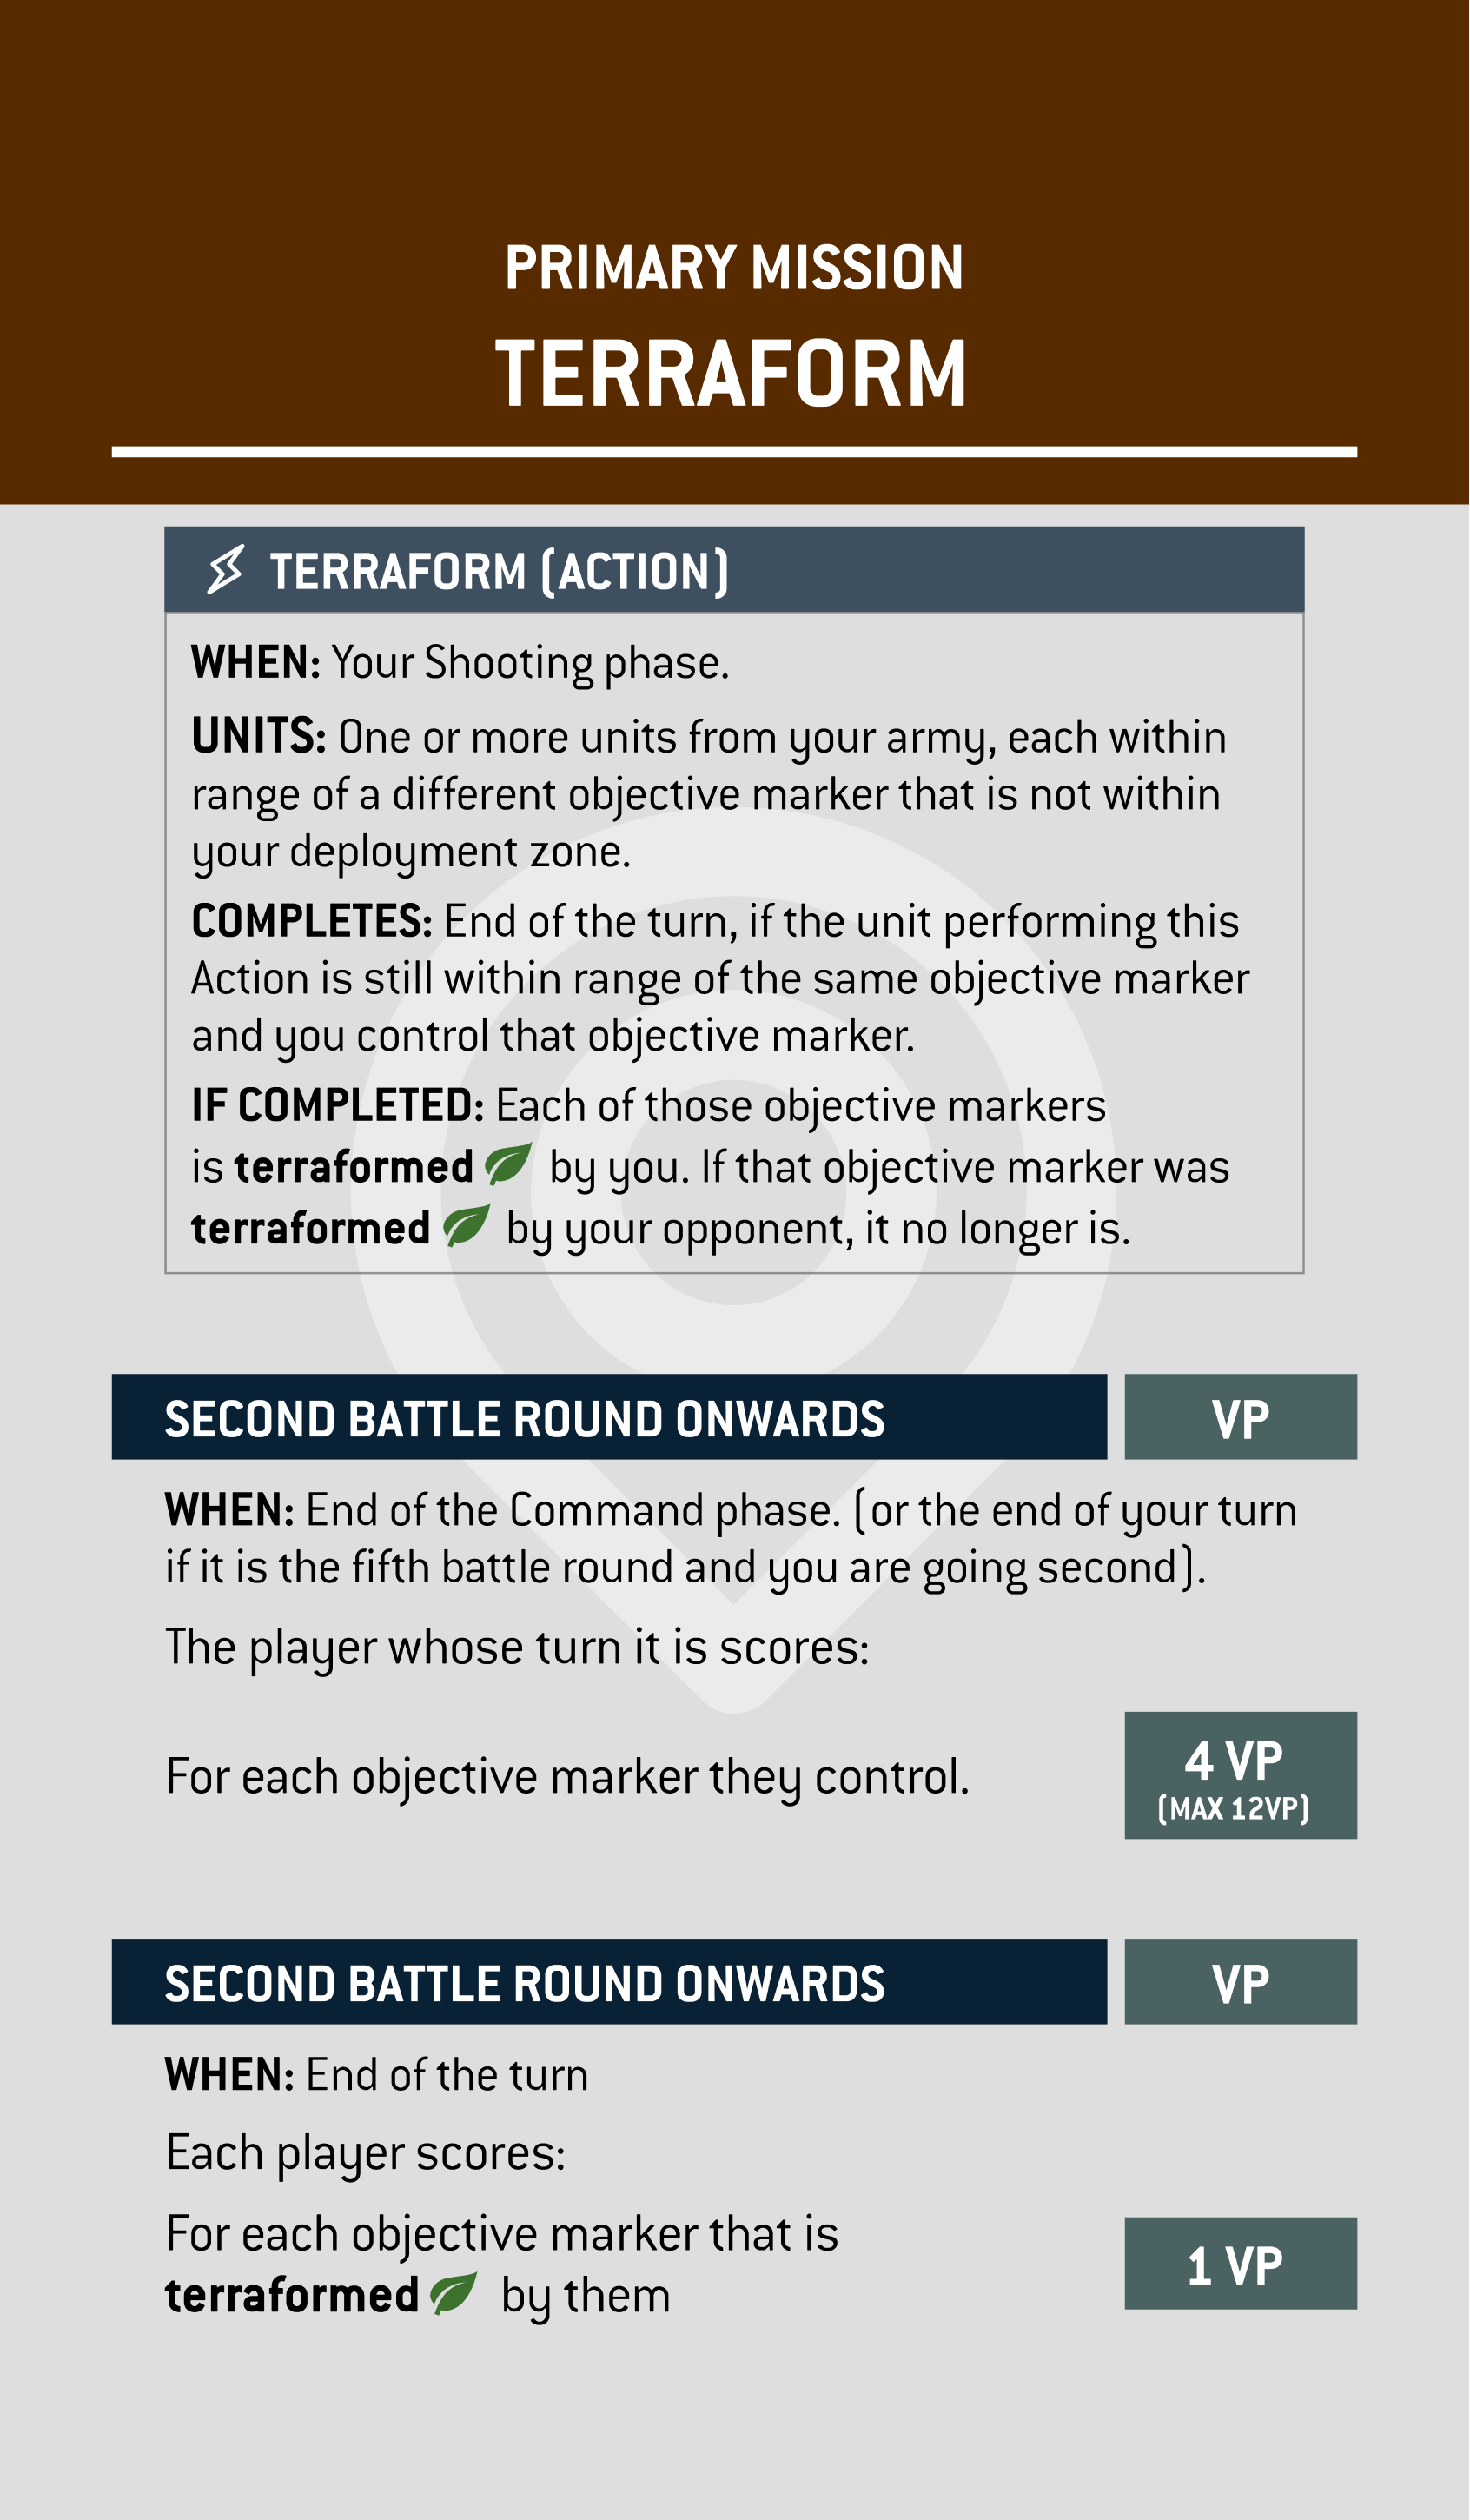 PRIMARY MISSION
TERRAFORM
TERRAFORM (ACTION)
WHEN: Your Shooting phase.
UNITS: One or more units from your army, each within
range of a different objective marker that is not within
your deployment zone.
COMPLETES: End of the turn, if the unit performing this
Action is still within range of the same objective marker
and you control that objective marker.
IF COMPLETED: Each of those objective markers
is terraformed by you. If that objective marker was
terraformed by your opponent, it no longer is.
SECOND BATTLE ROUND ONWARDS
VP
WHEN: End of the Command phase. (or the end of your turn
if it is the fifth battle round and you are going second).
The player whose turn it is scores:
For each objective marker they control.
4 VP
(MAX 12VP)
SECOND BATTLE ROUND ONWARDS
VP
WHEN: End of the turn
Each player scores:
For each objective marker that is
terraformed by them
1 VP